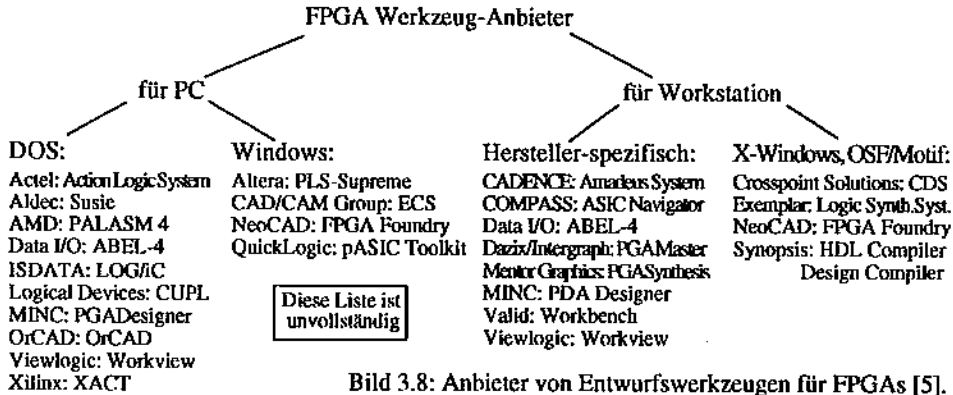 FPGA Werkzeug-Anbieter
für PC
für Workstation
DOS:
Actel: ActionLogicSystem
Aldec: Susie
AMD: PALASM 4
Data I/O: ABEL-4
ISDATA: LOG/iC
Logical Devices: CUPL
MINC: PGADesigner
OrCAD: OrCAD
Viewlogic: Workview
Xilinx: XACT
Windows:
Altera: PLS-Supreme
CAD/CAM Group: ECS
NeoCAD: FPGA Foundry
QuickLogic: pASIC Toolkit
Diese Liste ist
unvollständig
Hersteller-spezifisch:
CADENCE: Amadeus System
COMPASS: ASIC Navigator
Data I/O: ABEL-4
Dazix/Intergraph: PGAMaster
Mentor Graphics: PGASynthesis
MINC: PDA Designer
Valid: Workbench
Viewlogic: Workview
X-Windows, OSF/Motif:
Crosspoint Solutions: CDS
Exemplar: Logic Synth.Syst.
NeoCAD: FPGA Foundry
Synopsis: HDL Compiler
Design Compiler
Bild 3.8: Anbieter von Entwurfswerkzeugen für FPGAs [5].